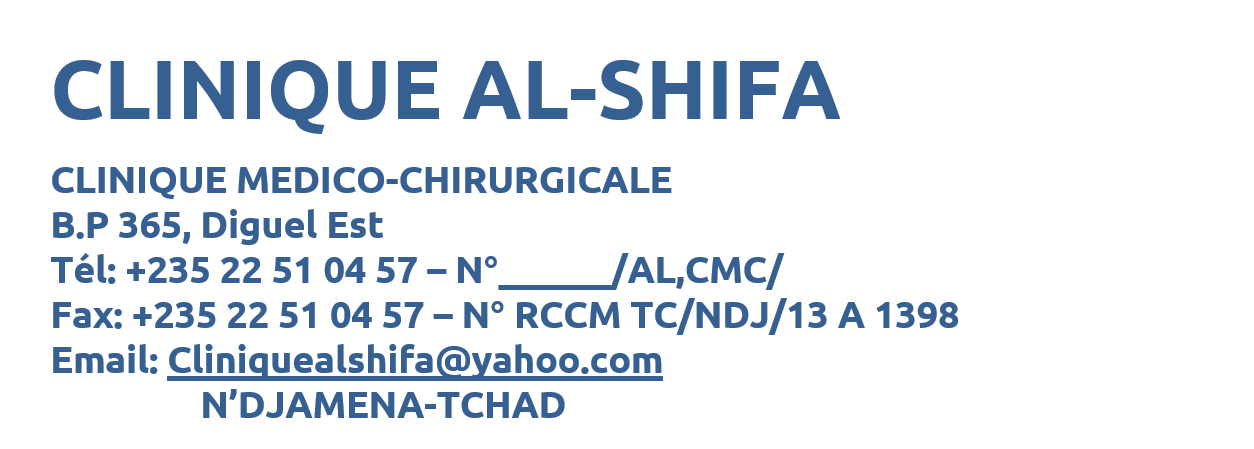 CLINIQUE AL-SHIFA
CLINIQUE MEDICO-CHIRURGICALE
B.P 365, Diguel Est
Tél: +235 22 51 04 57 – N°______/AL,CMC/
Fax: +235 22 51 04 57 – N° RCCM TC/NDJ/13 A 1398
Email: Cliniquealshifa@yahoo.com
N’DJAMENA-TCHAD